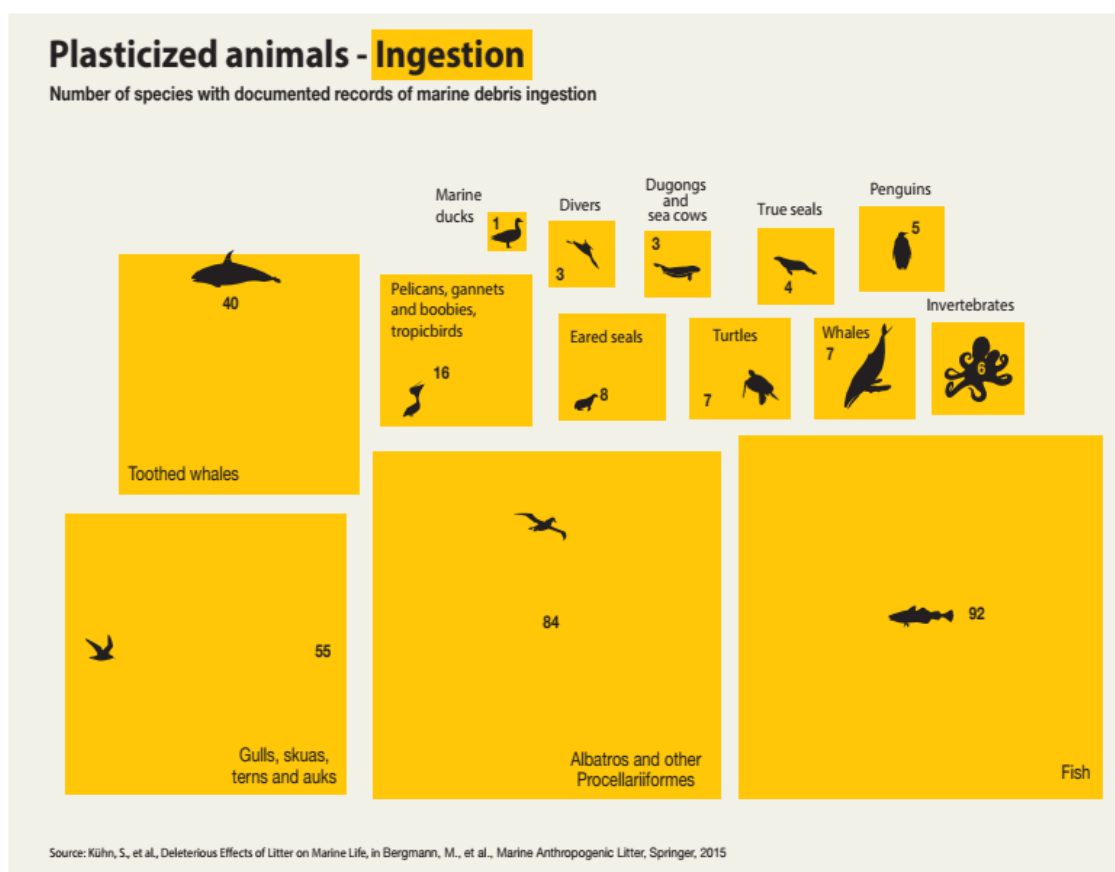 Plasticized animals - Ingestion
Number of species with documented records of marine debris ingestion
Marine
ducks
1
Divers
3
Dugongs
and
sea cows
3
True seals
4
Penguins
5
40
Toothed whales
Pelicans, gannets
and boobies,
tropicbirds
16
Eared seals
8
Turtles
7
Whales
7
Invertebrates
6
55
Gulls, skuas,
terns and auks
84
Albatros and other
Procellariiformes
92
Fish
Source: Kühn, S., et al., Deleterious Effects of Litter on Marine Life, in Bergmann, M., et al., Marine Anthropogenic Litter, Springer, 2015